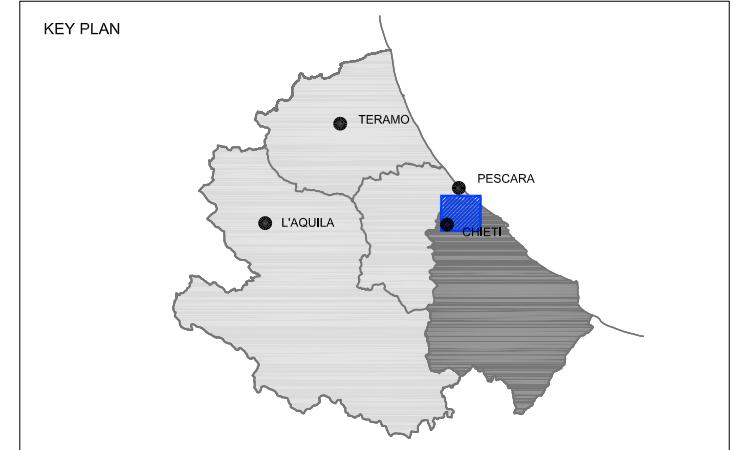 KEY PLAN
TERAMO
PESCARA
L'AQUILA
CHIETI